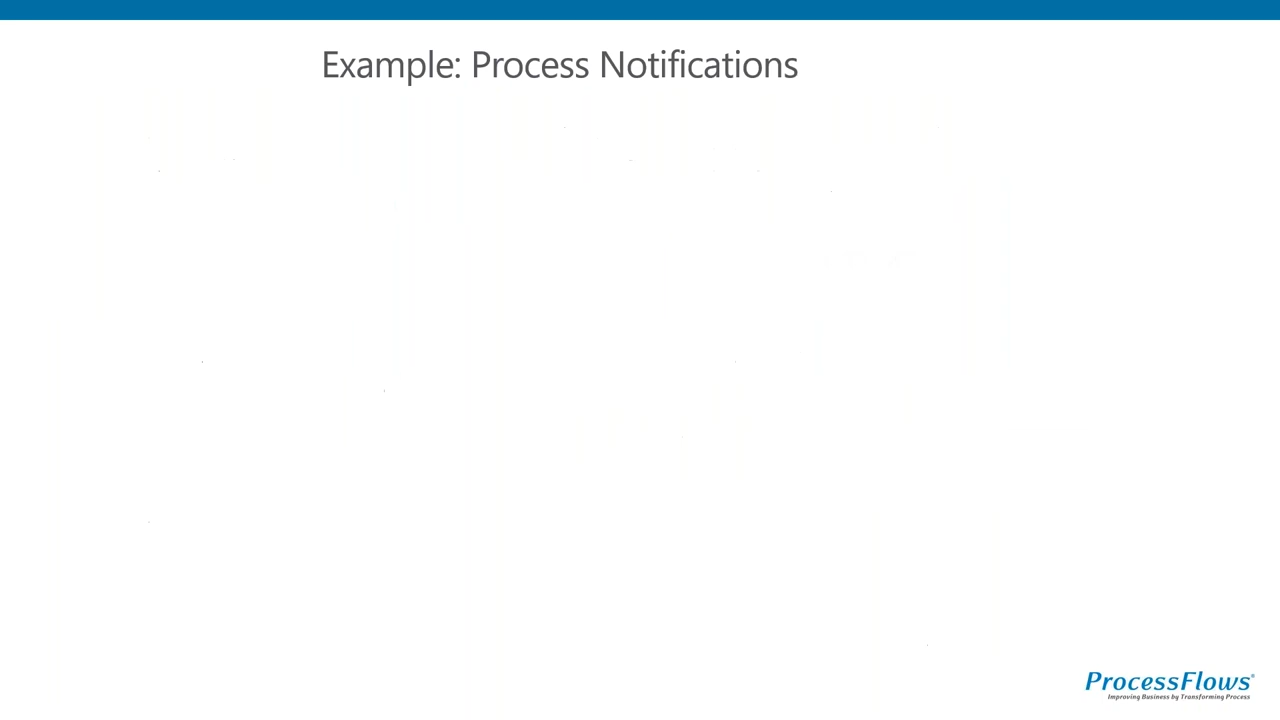 Example: Process Notifications
ProcessFlows®
Improving Business by Transforming Process